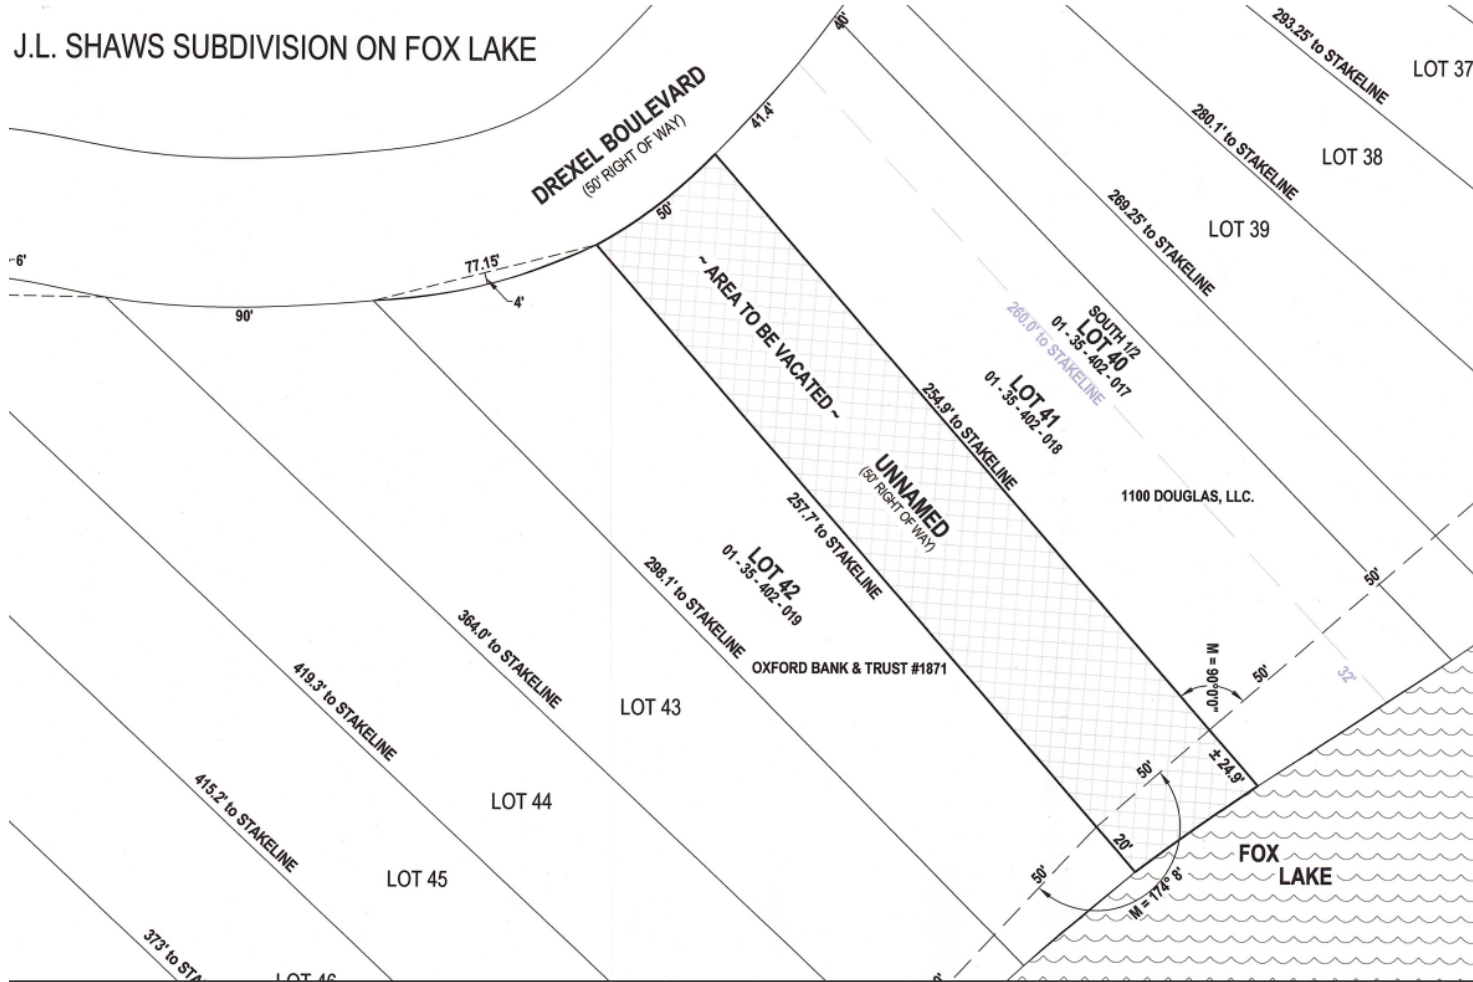 J.L. SHAWS SUBDIVISION ON FOX LAKE
DREXEL BOULEVARD
(50' RIGHT OF WAY)
40'
41.4'
50'
77.15'
4'
6'
90'
293.25' to STAKELINE
LOT 37
280.1' to STAKELINE
LOT 38
269.25' to STAKELINE
LOT 39
SOUTH 1/2
LOT 40
01 - 35 - 402 - 017
260.0' to STAKELINE
LOT 41
01 - 35 - 402 - 018
254.9' to STAKELINE
1100 DOUGLAS, LLC.
~ AREA TO BE VACATED ~
UNNAMED
(50' RIGHT OF WAY)
257.7' to STAKELINE
LOT 42
01 - 35 - 402 - 019
OXFORD BANK & TRUST #1871
298.1' to STAKELINE
LOT 43
364.0' to STAKELINE
LOT 44
419.3' to STAKELINE
LOT 45
415.2' to STAKELINE
LOT 46
373' to STA
50'
50'
32'
M = 90°0'0"
50'
± 24.9'
20'
50'
M = 174° 8'
FOX
LAKE